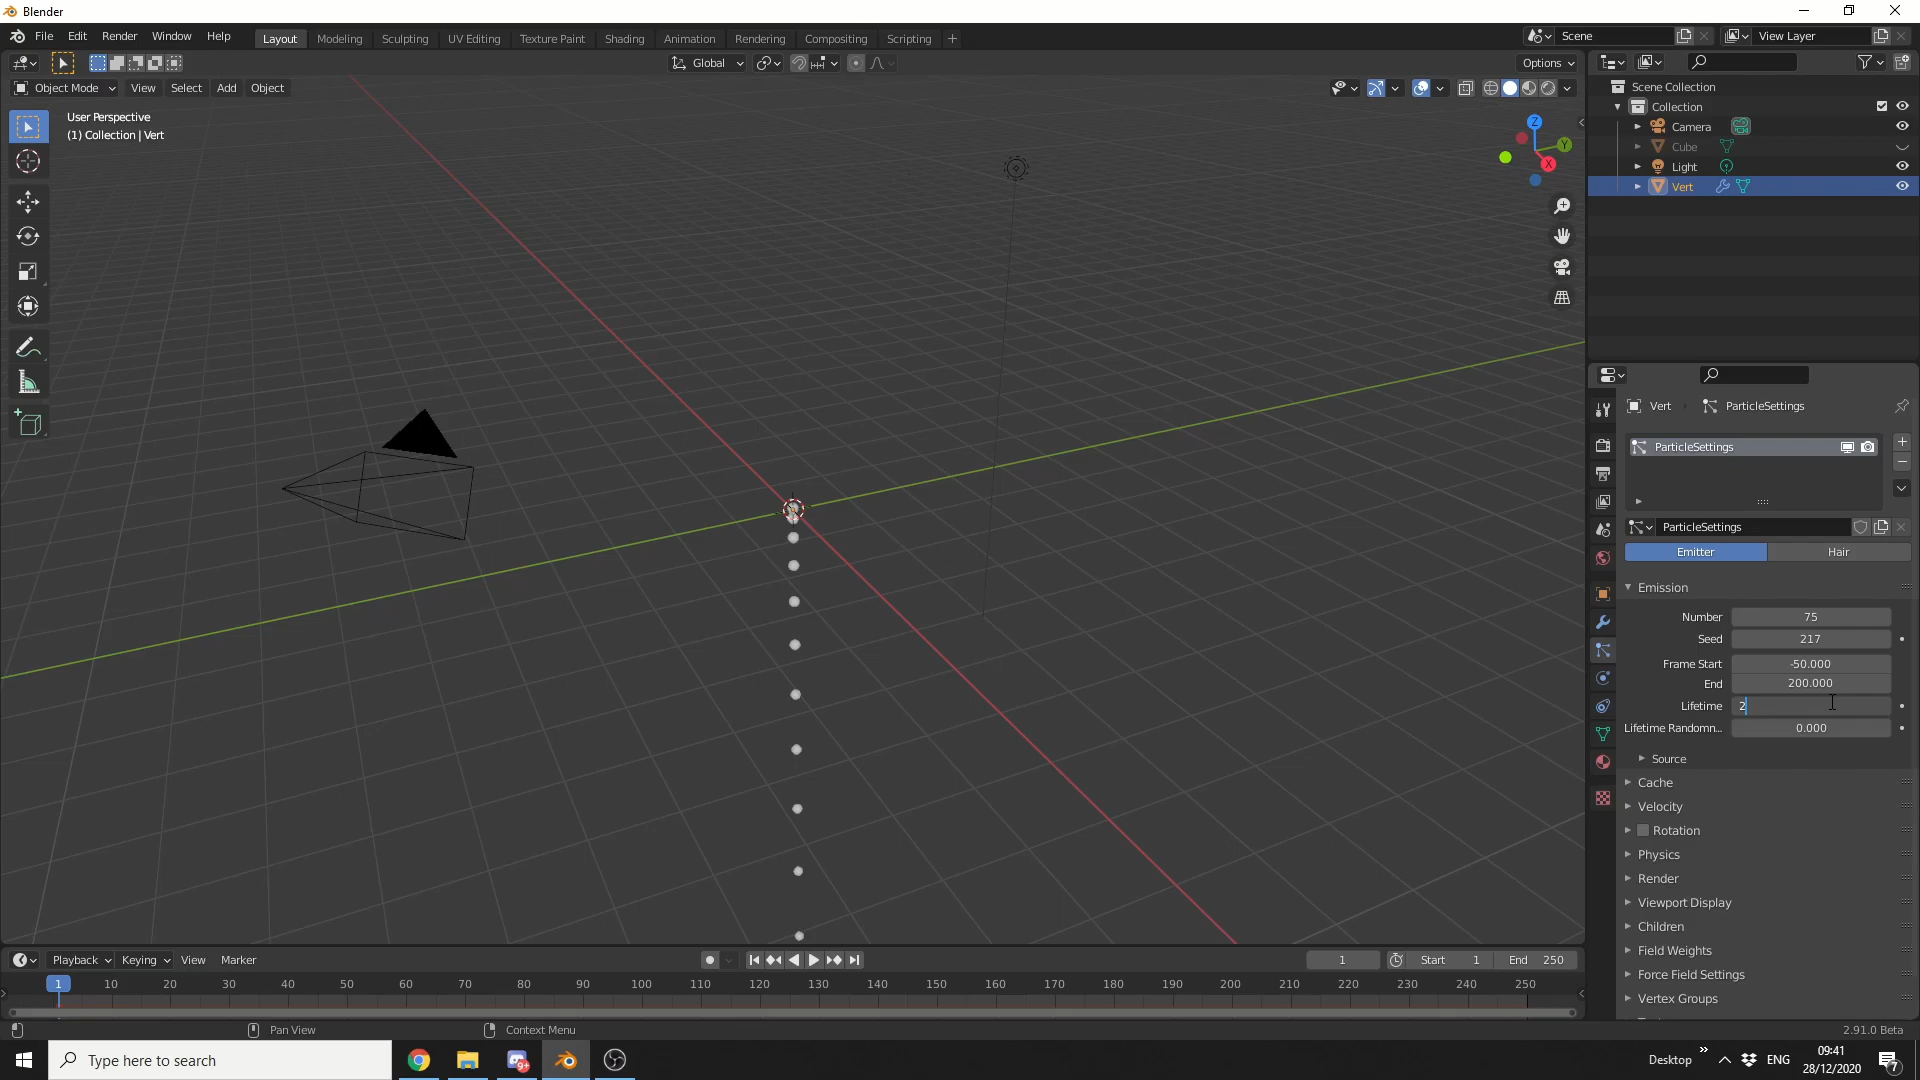 Blender
File Edit Render Window Help
Layout Modeling Sculpting UV Editing Texture Paint Shading Animation Rendering Compositing Scripting
Scene
View Layer
Global
Options
Object Mode View Select Add Object
User Perspective
(1) Collection | Vert
Z
Y
X
Scene Collection
Collection
Camera
Cube
Light
Vert
Vert ParticleSettings
ParticleSettings
ParticleSettings
Emitter Hair
Emission
Number 75
Seed 217
Frame Start -50.000
End 200.000
Lifetime 2
Lifetime Randomn... 0.000
Source
Cache
Velocity
Rotation
Physics
Render
Viewport Display
Children
Field Weights
Force Field Settings
Vertex Groups
Playback Keying View Marker
1 Start 1 End 250
1 10 20 30 40 50 60 70 80 90 100 110 120 130 140 150 160 170 180 190 200 210 220 230 240 250
Pan View Context Menu
2.91.0 Beta
Type here to search
Desktop ENG
09:41
28/12/2020
7